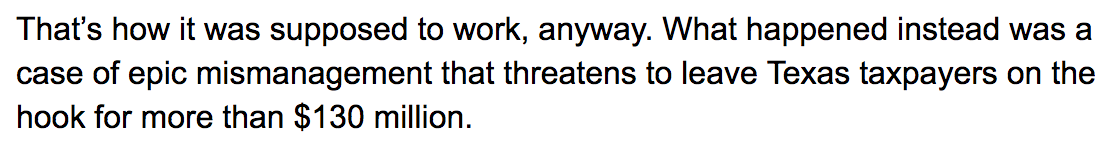 That’s how it was supposed to work, anyway. What happened instead was a
case of epic mismanagement that threatens to leave Texas taxpayers on the
hook for more than $130 million.